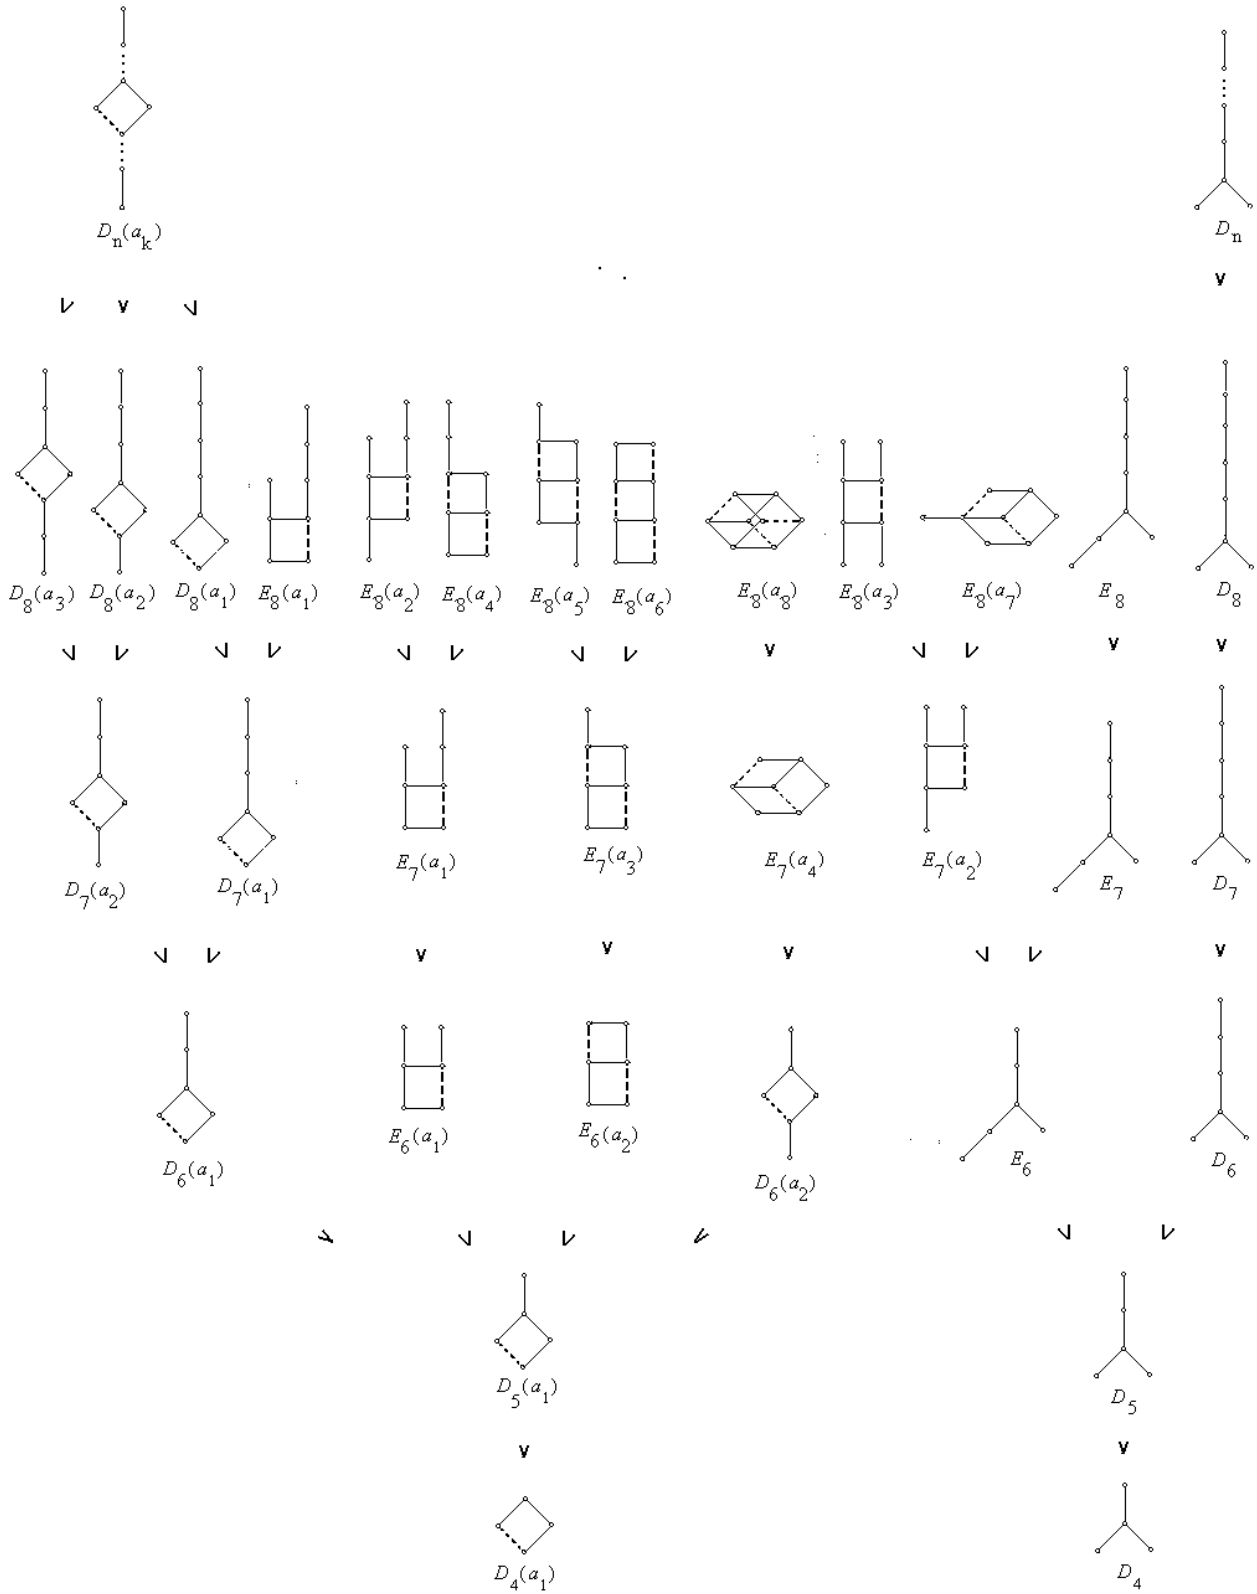 Dn(ak)
Dn
D8(a3) D8(a2) D8(a1) E8(a1) E8(a2) E8(a4) E8(a5) E8(a6) E8(a8) E8(a3) E8(a7) E8 D8
D7(a2) D7(a1) E7(a1) E7(a3) E7(a4) E7(a2) E7 D7
D6(a1) E6(a1) E6(a2) D6(a2) E6 D6
D5(a1) D5
D4(a1) D4